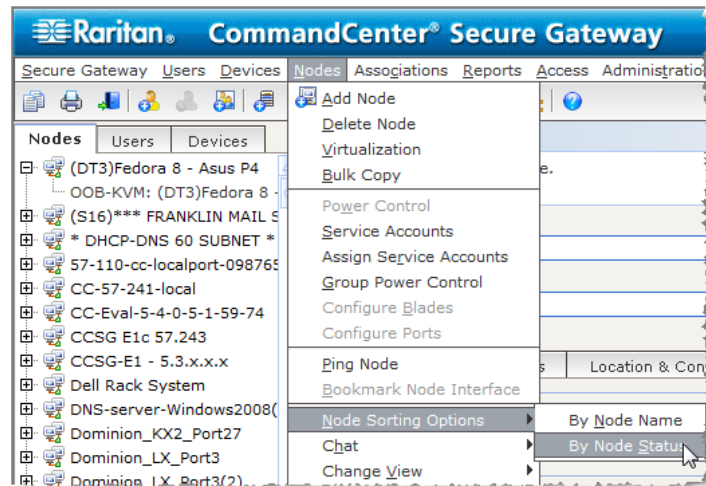 Raritan® CommandCenter® Secure Gateway
Secure Gateway Users Devices Nodes Associations Reports Access
Nodes Users Devices
Add Node
Delete Node
Virtualization
Bulk Copy
Power Control
Service Accounts
Assign Service Accounts
Group Power Control
Configure Blades
Configure Ports
Ping Node
Bookmark Node Interface
Node Sorting Options
Chat
Change View
By Node Name
By Node Status
e.
s Location &
(DT3)Fedora 8 - Asus P4
OOB-KVM: (DT3)Fedora 8 -
(S16)*** FRANKLIN MAIL
* DHCP-DNS 60 SUBNET *
57-110-cc-localport-09876
CC-57-241-local
CC-Eval-5-4-0-5-1-59-74
CCSG E1c 57.243
CCSG-E1 - 5.3.x.x.x
Dell Rack System
DNS-server-Windows2008(
Dominion_KX2_Port27
Dominion_LX_Port3
Dominion_LX_Port3(2)